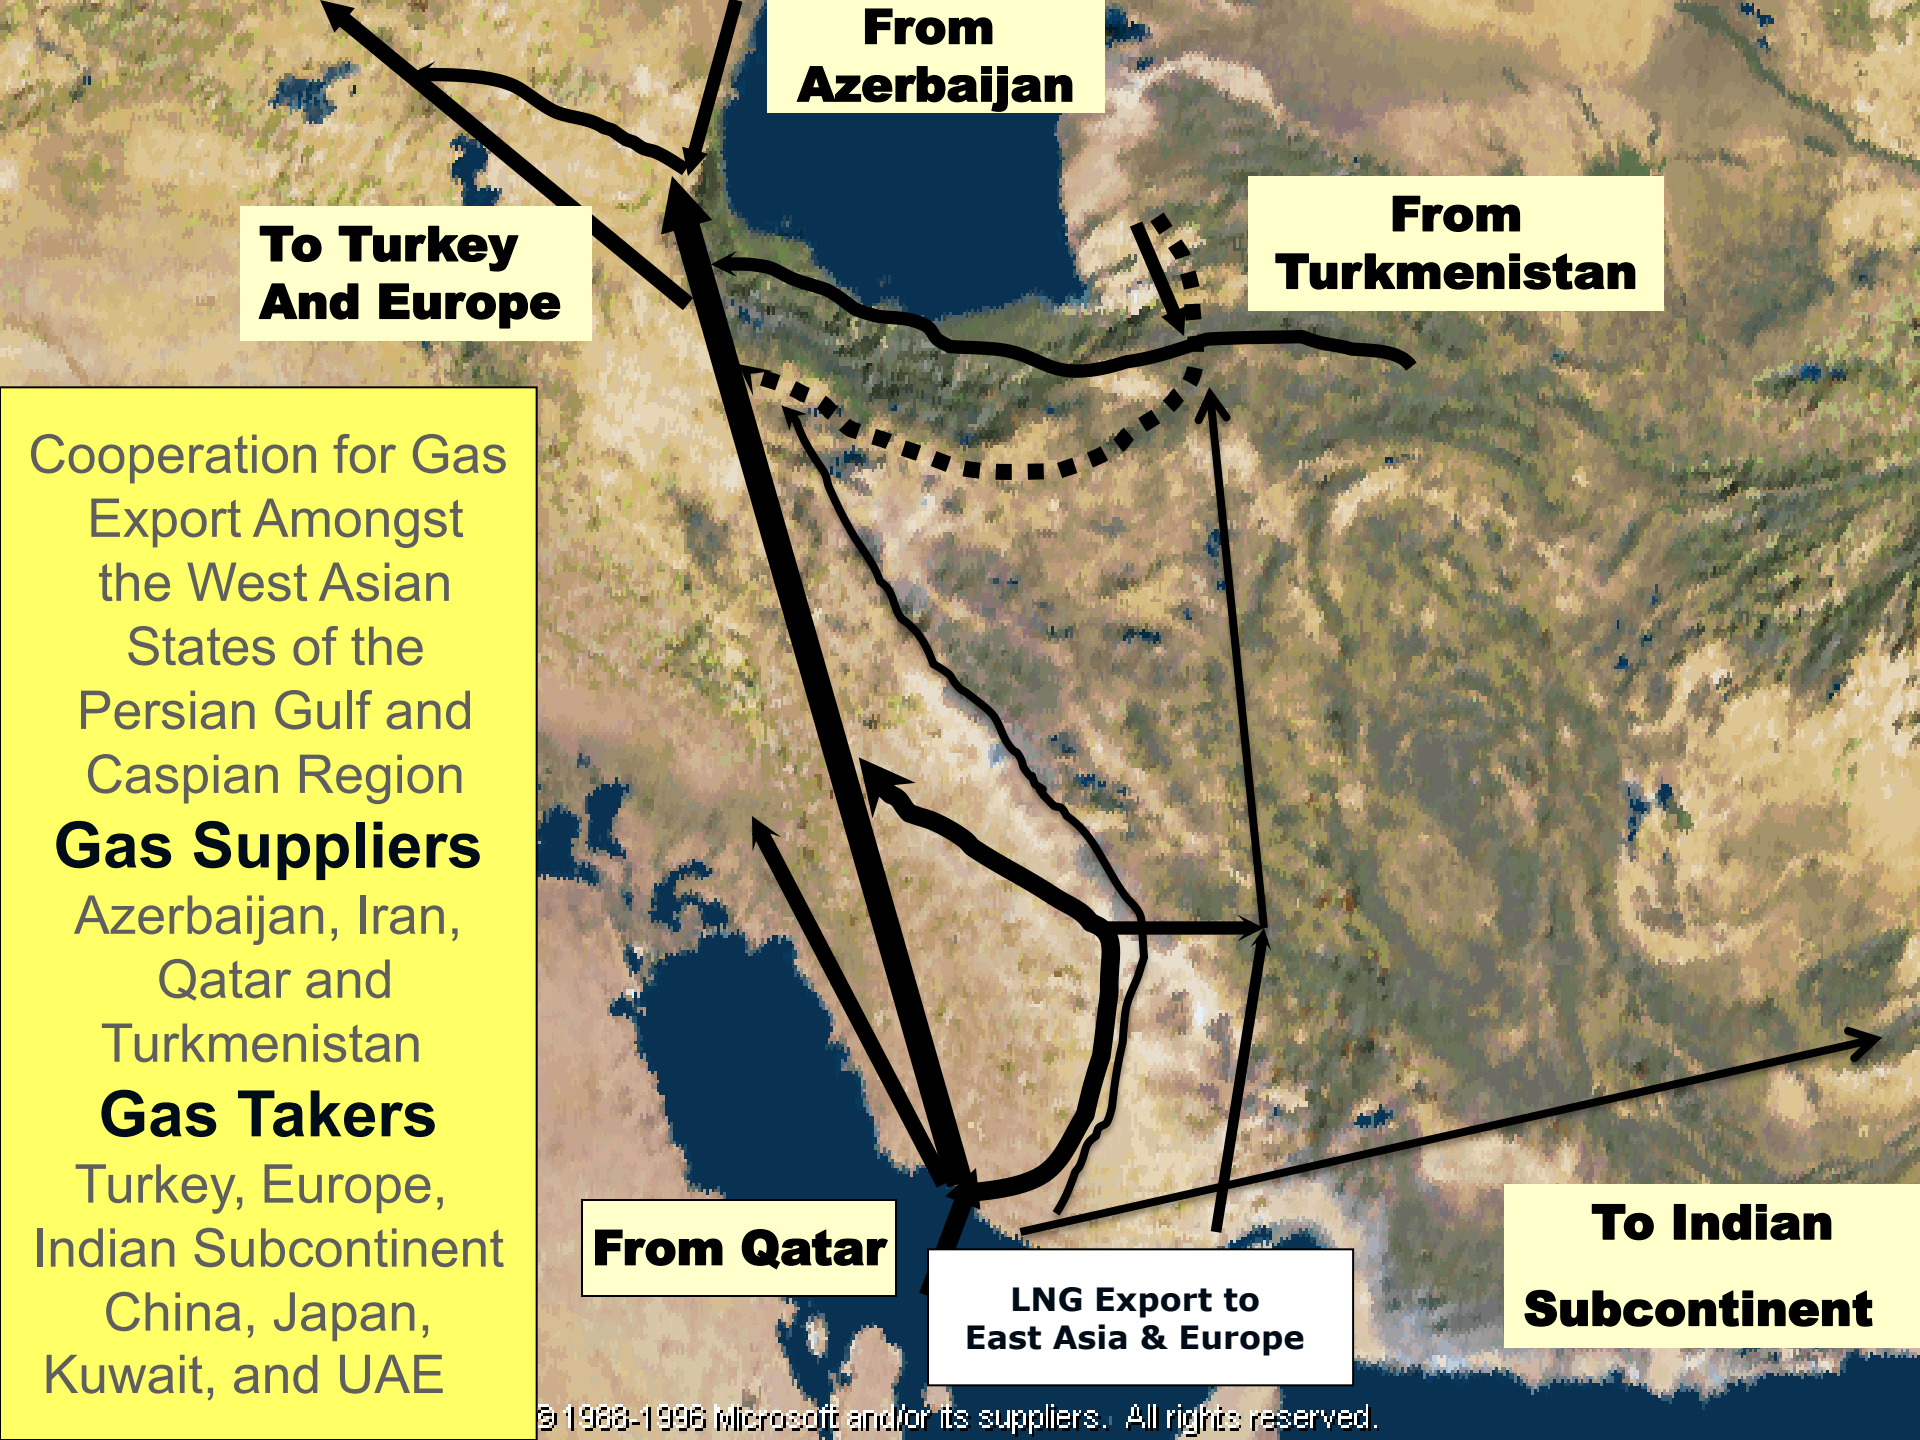 From
Azerbaijan
From
Turkmenistan
To Turkey
And Europe
Cooperation for Gas
Export Amongst
the West Asian
States of the
Persian Gulf and
Caspian Region
Gas Suppliers
Azerbaijan, Iran,
Qatar and
Turkmenistan
Gas Takers
Turkey, Europe,
Indian Subcontinent
China, Japan,
Kuwait, and UAE
From Qatar
LNG Export to
East Asia & Europe
To Indian
Subcontinent
© 1988-1996 Microsoft and/or its suppliers. All rights reserved.